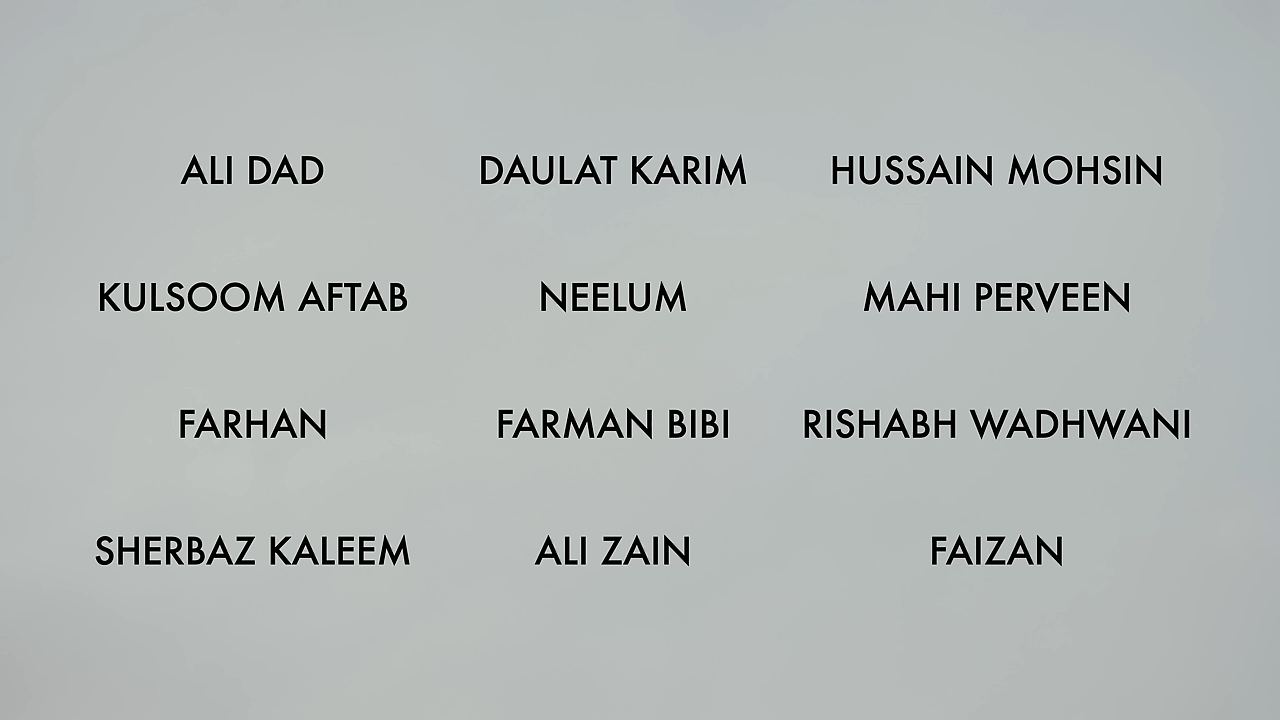 ALI DAD DAULAT KARIM HUSSAIN MOHSIN
KULSOOM AFTAB NEELUM MAHI PERVEEN
FARHAN FARMAN BIBI RISHABH WADHWANI
SHERBAZ KALEEM ALI ZAIN FAIZAN